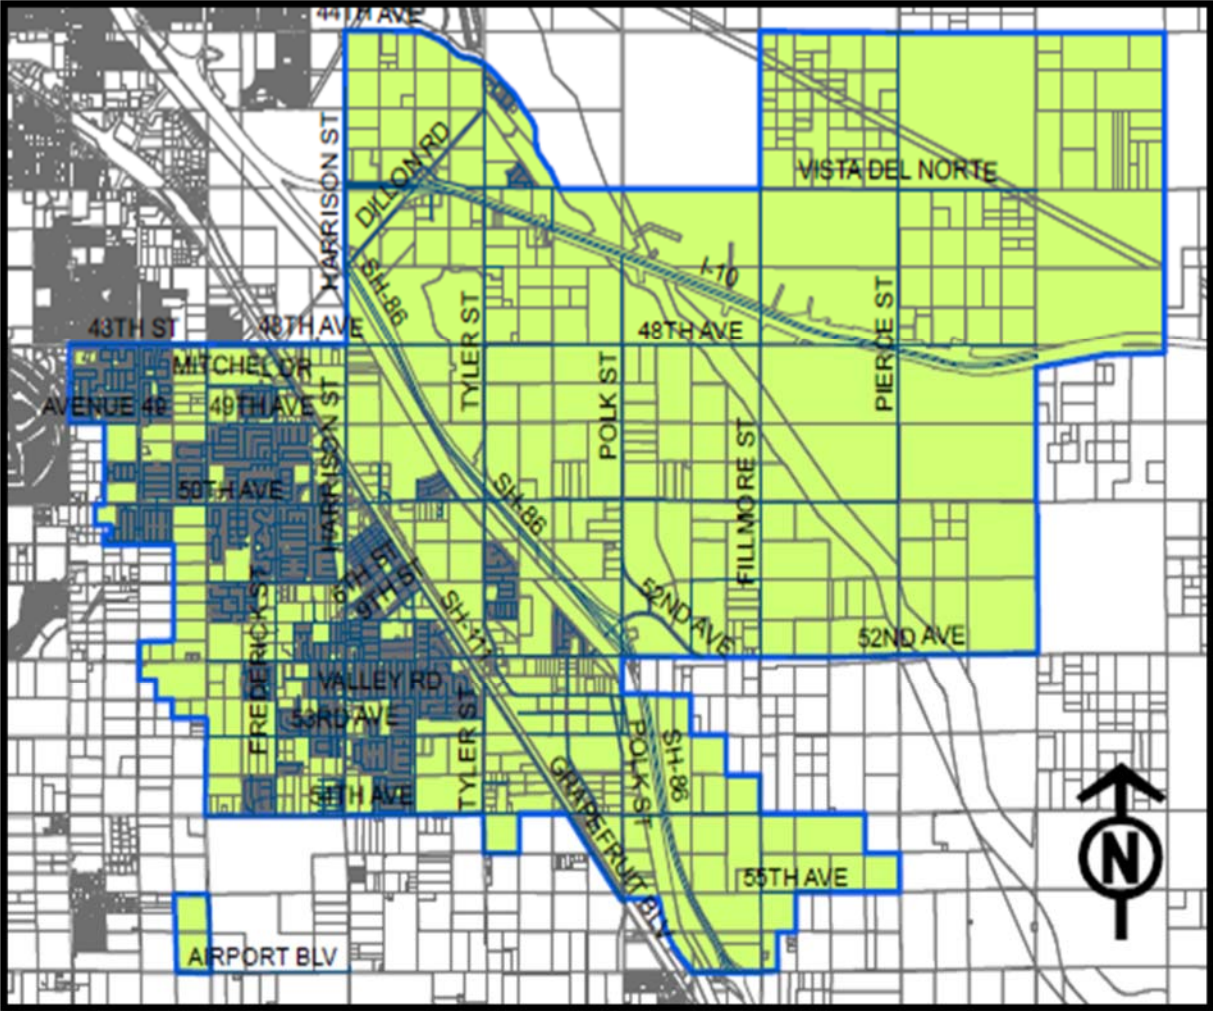 44TH AVE
HARRISON ST
DILLON RD
VISTA DEL NORTE
SH-86
I-10
TYLER ST
PIERCE ST
43TH ST
48TH AVE
48TH AVE
MITCHEL DR
POLK ST
AVENUE 49
49TH AVE
HARRISON ST
FILLMORE ST
50TH AVE
SH-86
6TH ST
9TH ST
FREDERICK ST
SH-111
52ND AVE
52ND AVE
VALLEY RD
53RD AVE
TYLER ST
POLK ST
SH-86
GRAPEFRUIT BLV
54TH AVE
55TH AVE
N
AIRPORT BLV